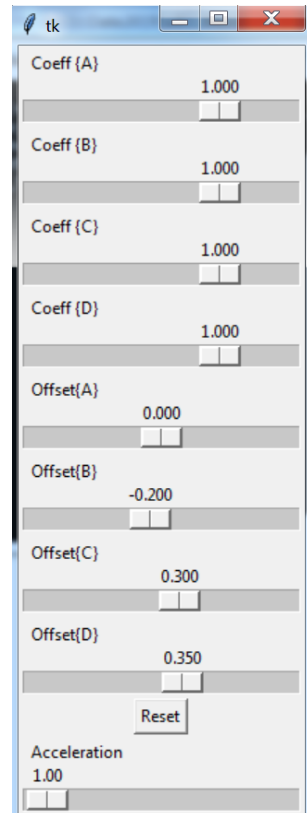 tk
Coeff {A}
1.000
Coeff {B}
1.000
Coeff {C}
1.000
Coeff {D}
1.000
Offset{A}
0.000
Offset{B}
-0.200
Offset{C}
0.300
Offset{D}
0.350
Reset
Acceleration
1.00